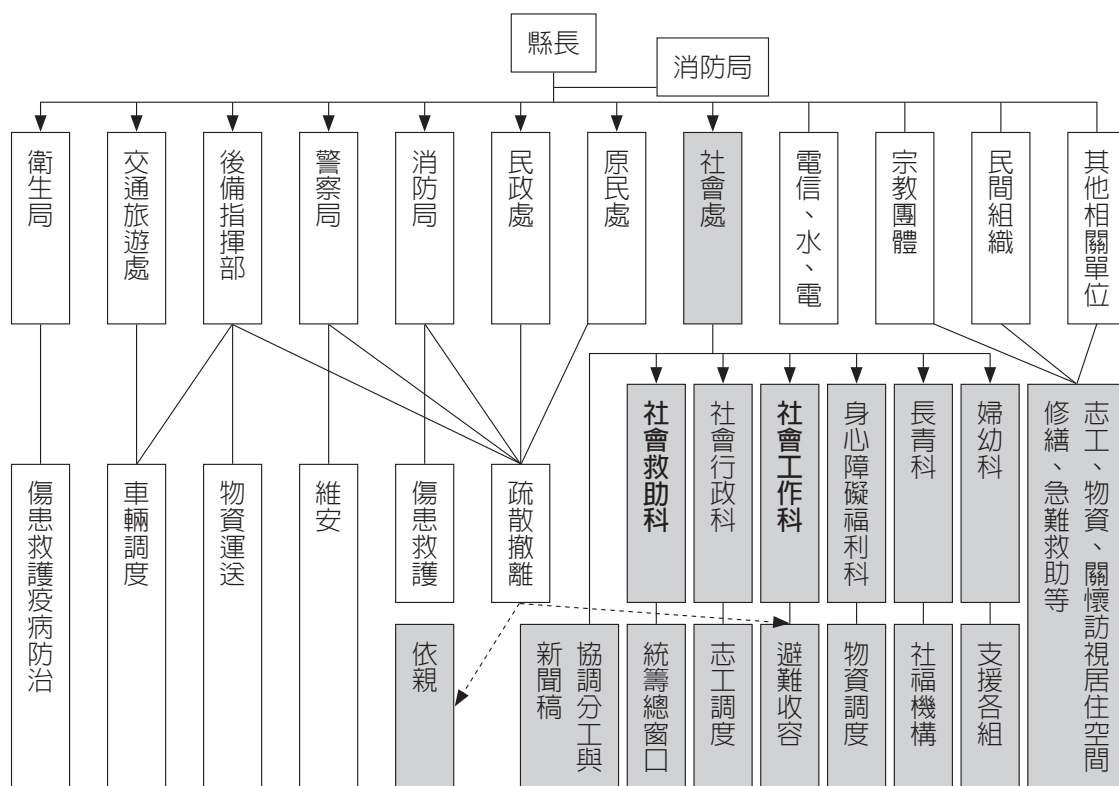 縣長
消防局
衛生局
交通旅遊處
後備指揮部
警察局
消防局
民政處
原民處
社會處
電信、水、電
宗教團體
民間組織
其他相關單位
社會救助科
社會行政科
社會工作科
身心障礙福利科
長青科
婦幼科
志工、物資、關懷訪視居住空間
修繕、急難救助等
傷患救護疫病防治
車輛調度
物資運送
維安
傷患救護
疏散撤離
依親
協調分工與
新聞稿
統籌總窗口
志工調度
避難收容
物資調度
社福機構
支援各組